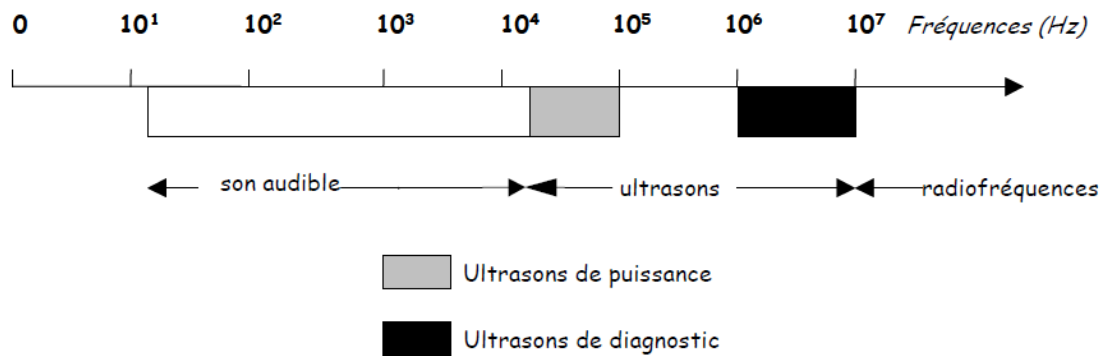 0 10¹ 10² 10³ 10⁴ 10⁵ 10⁶ 10⁷ Fréquences (Hz)
son audible ultrasons radiofréquences
Ultrasons de puissance
Ultrasons de diagnostic